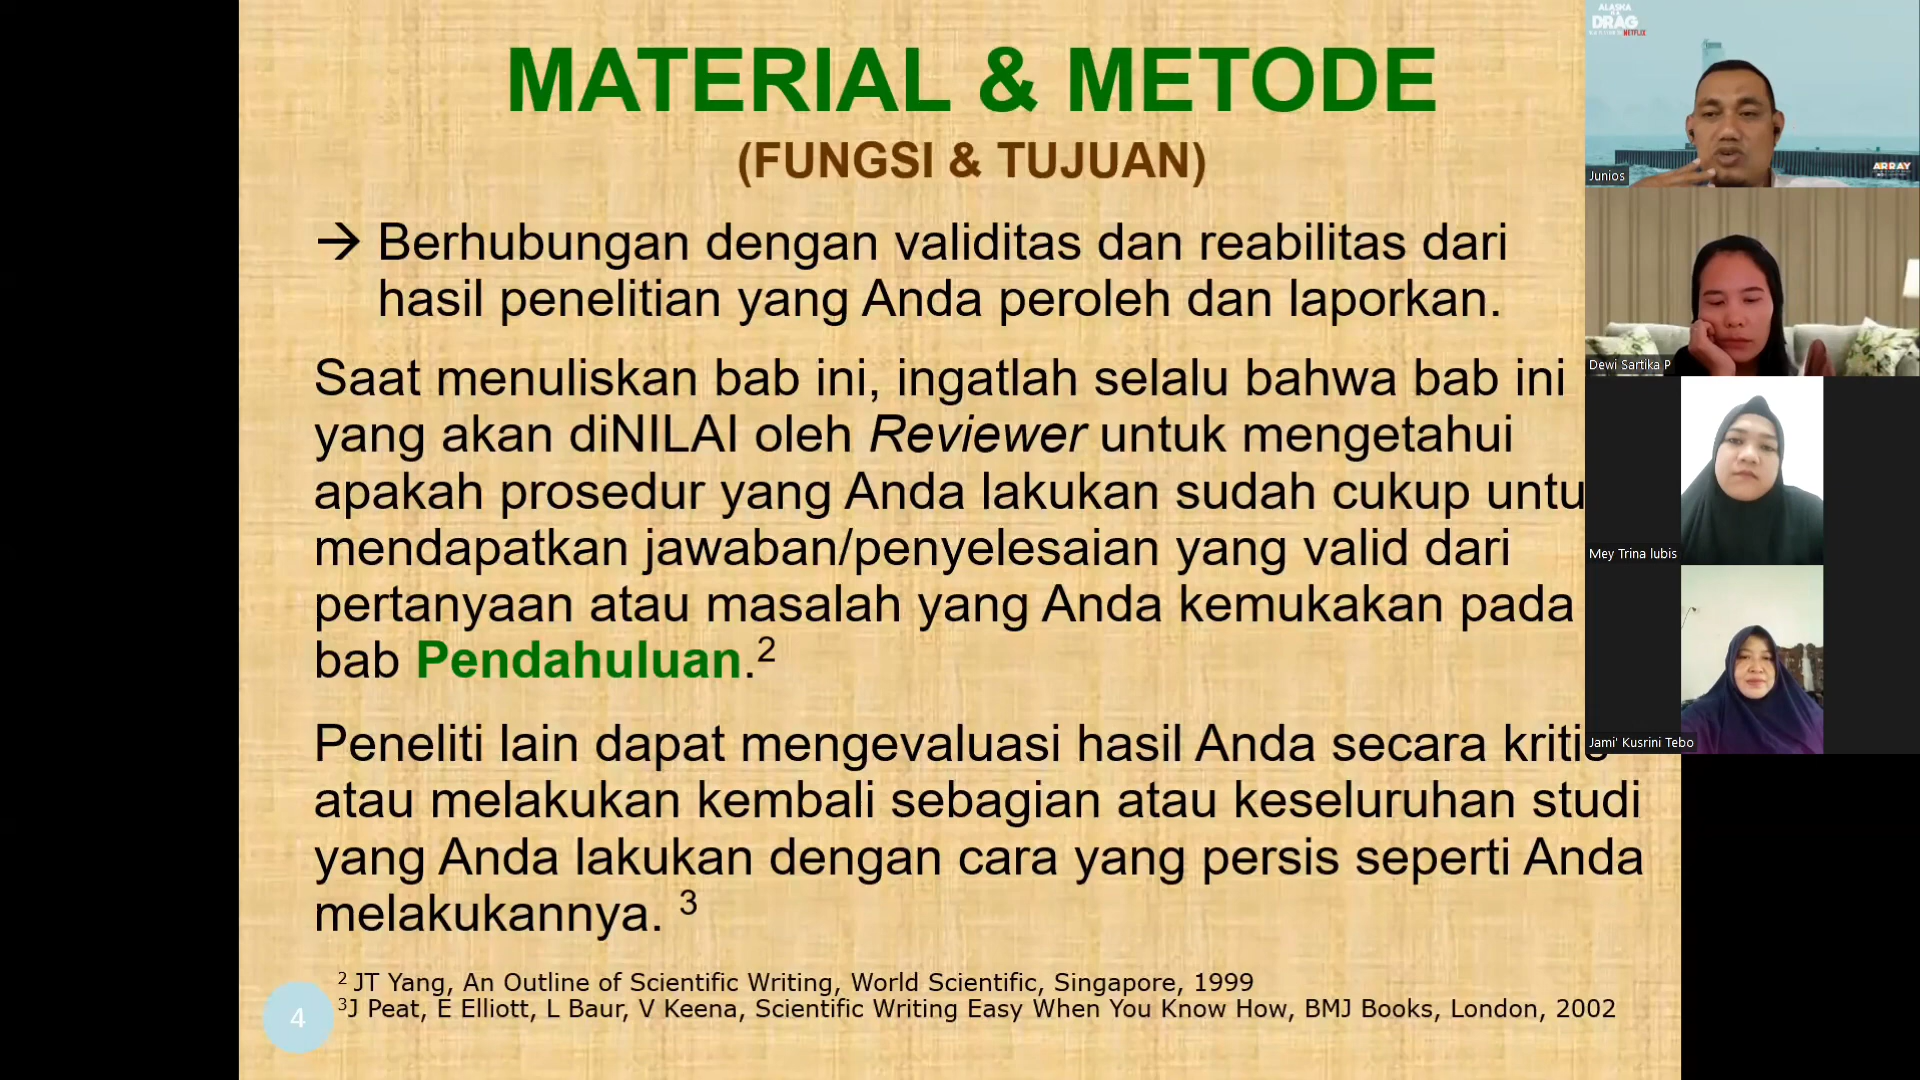 MATERIAL & METODE
(FUNGSI & TUJUAN)
→ Berhubungan dengan validitas dan reabilitas dari
hasil penelitian yang Anda peroleh dan laporkan.
Saat menuliskan bab ini, ingatlah selalu bahwa bab ini
yang akan diNILAI oleh Reviewer untuk mengetahui
apakah prosedur yang Anda lakukan sudah cukup untu
mendapatkan jawaban/penyelesaian yang valid dari
pertanyaan atau masalah yang Anda kemukakan pada
bab Pendahuluan.²
Peneliti lain dapat mengevaluasi hasil Anda secara kritis
atau melakukan kembali sebagian atau keseluruhan studi
yang Anda lakukan dengan cara yang persis seperti Anda
melakukannya. ³
² JT Yang, An Outline of Scientific Writing, World Scientific, Singapore, 1999
³J Peat, E Elliott, L Baur, V Keena, Scientific Writing Easy When You Know How, BMJ Books, London, 2002
4
ALASKA
DRAG
NETFLIX
ARRAY
Junios
Dewi Sartika P
Mey Trina lubis
Jami' Kusrini Tebo